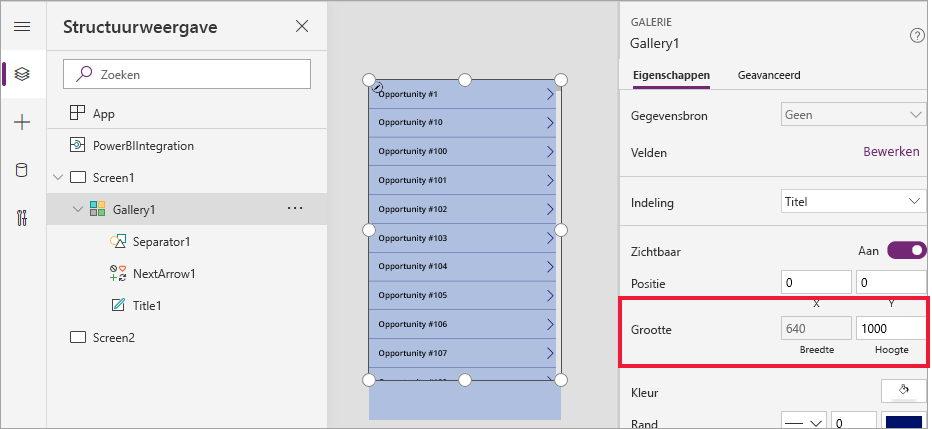 Structuurweergave
Zoeken
App
PowerBIIntegration
Screen1
Gallery1
Separator1
NextArrow1
Title1
Screen2
Opportunity #1
Opportunity #10
Opportunity #100
Opportunity #101
Opportunity #102
Opportunity #103
Opportunity #104
Opportunity #105
Opportunity #106
Opportunity #107
GALERIE
Gallery1
Eigenschappen Geavanceerd
Gegevensbron Geen
Velden Bewerken
Indeling Titel
Zichtbaar Aan
Positie 0 0
X Y
Grootte 640 1000
Breedte Hoogte
Kleur
Rand 0